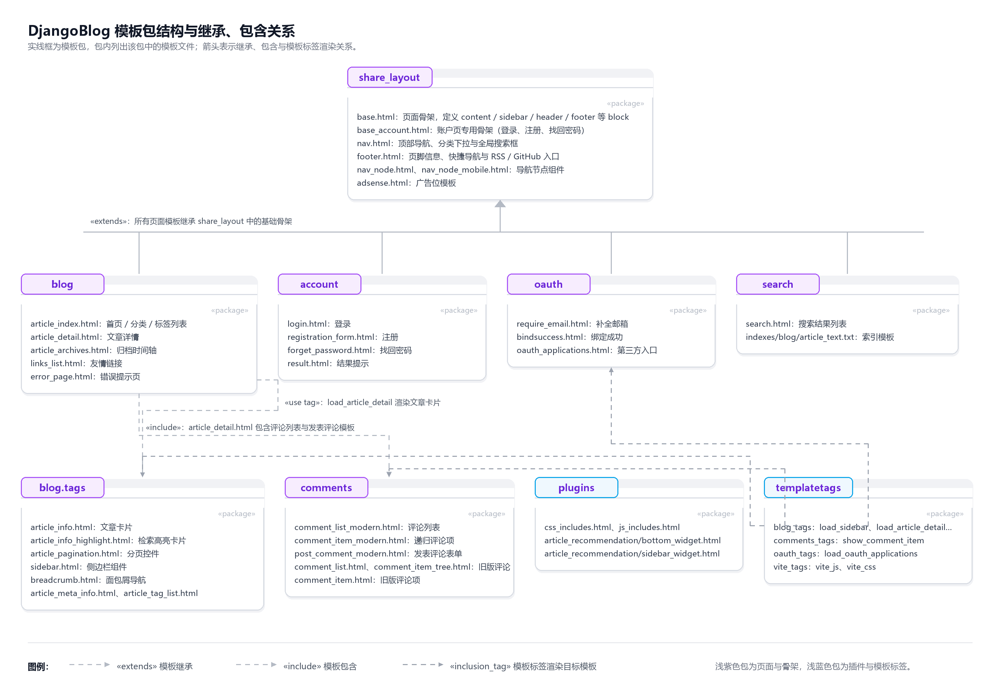 DjangoBlog 模板包结构与继承、包含关系
实线框为模板包，包内列出该包中的模板文件；箭头表示继承、包含与模板标签渲染关系。
share_layout
«package»
base.html：页面骨架，定义 content / sidebar / header / footer 等 block
base_account.html：账户页专用骨架（登录、注册、找回密码）
nav.html：顶部导航、分类下拉与全局搜索框
footer.html：页脚信息、快捷导航与 RSS / GitHub 入口
nav_node.html、nav_node_mobile.html：导航节点组件
adsense.html：广告位模板
«extends»：所有页面模板继承 share_layout 中的基础骨架
blog
«package»
article_index.html：首页 / 分类 / 标签列表
article_detail.html：文章详情
article_archives.html：归档时间轴
links_list.html：友情链接
error_page.html：错误提示页
account
«package»
login.html：登录
registration_form.html：注册
forget_password.html：找回密码
result.html：结果提示
oauth
«package»
require_email.html：补全邮箱
bindsuccess.html：绑定成功
oauth_applications.html：第三方入口
search
«package»
search.html：搜索结果列表
indexes/blog/article_text.txt：索引模板
«use tag»：load_article_detail 渲染文章卡片
«include»：article_detail.html 包含评论列表与发表评论模板
blog.tags
«package»
article_info.html：文章卡片
article_info_highlight.html：检索高亮卡片
article_pagination.html：分页控件
sidebar.html：侧边栏组件
breadcrumb.html：面包屑导航
article_meta_info.html、article_tag_list.html
comments
«package»
comment_list_modern.html：评论列表
comment_item_modern.html：递归评论项
post_comment_modern.html：发表评论表单
comment_list.html、comment_item_tree.html：旧版评论
comment_item.html：旧版评论项
plugins
«package»
css_includes.html、js_includes.html
article_recommendation/bottom_widget.html
article_recommendation/sidebar_widget.html
templatetags
«package»
blog_tags：load_sidebar、load_article_detail...
comments_tags：show_comment_item
oauth_tags：load_oauth_applications
vite_tags：vite_js、vite_css
图例：
«extends» 模板继承
«include» 模板包含
«inclusion_tag» 模板标签渲染目标模板
浅紫色包为页面与骨架，浅蓝色包为插件与模板标签。